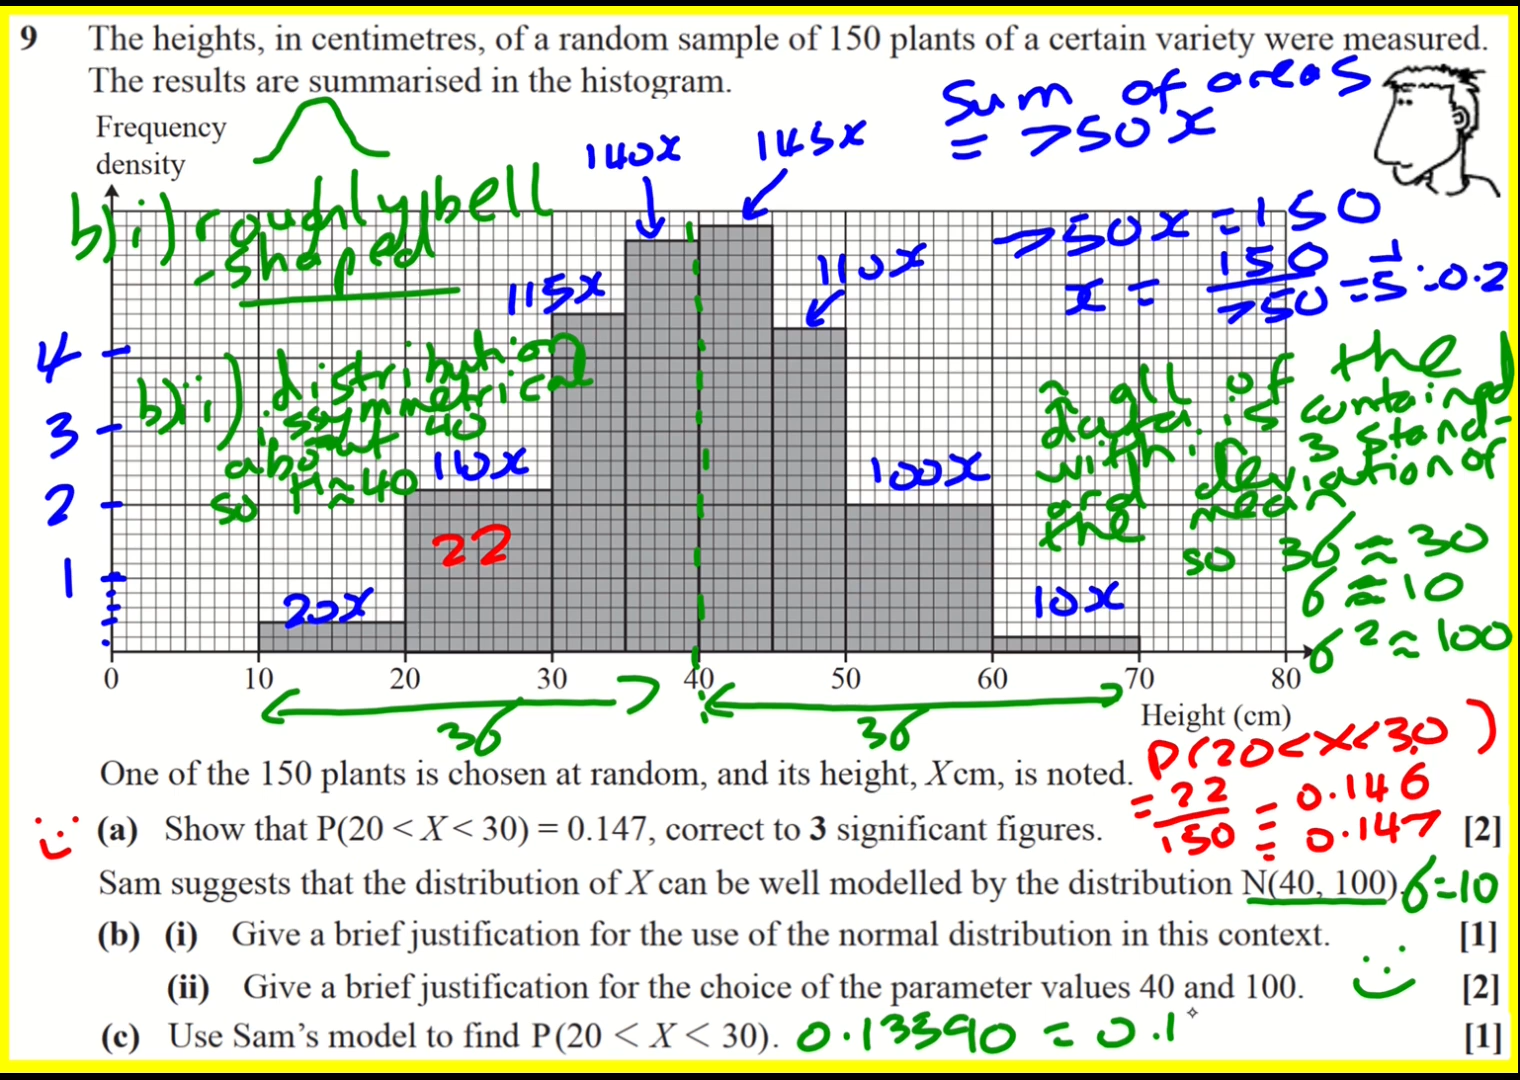 9 The heights, in centimetres, of a random sample of 150 plants of a certain variety were measured.
The results are summarised in the histogram.
Sum of areas
= 750x
Frequency
density
140x
145x
b)i) roughly bell
-shaped
750x = 150
x = 150/750 = 1/5 = 0.2
115x
110x
4
3
2
1
b)ii) distribution
is symmetrical
about 40
so μ≈40
110x
22
20x
100x
10x
~ all of the
data is contained
with 3 stand-
ard deviation of
the mean
so 3σ ≈ 30
σ ≈ 10
σ² ≈ 100
0 10 20 30 40 50 60 70 80
Height (cm)
3σ
3σ
P(20<X<30)
= 22/150 = 0.146
= 0.147
One of the 150 plants is chosen at random, and its height, X cm, is noted.
(a) Show that P(20 < X < 30) = 0.147, correct to 3 significant figures. [2]
Sam suggests that the distribution of X can be well modelled by the distribution N(40, 100). σ=10
(b) (i) Give a brief justification for the use of the normal distribution in this context. [1]
(ii) Give a brief justification for the choice of the parameter values 40 and 100. [2]
(c) Use Sam's model to find P(20 < X < 30). 0.13590 = 0.1 [1]